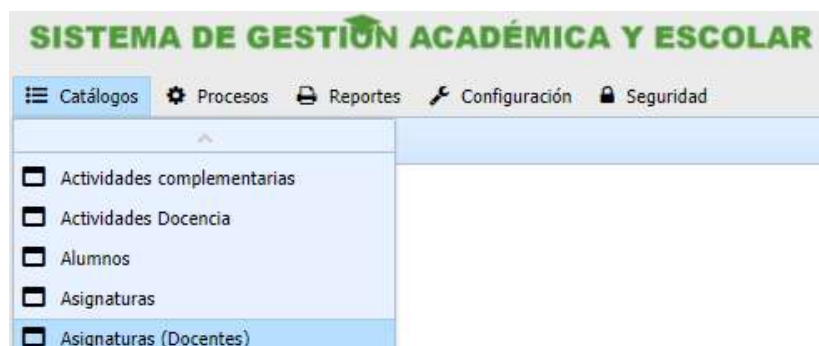 SISTEMA DE GESTIÓN ACADÉMICA Y ESCOLAR
Catálogos Procesos Reportes Configuración Seguridad
Actividades complementarias
Actividades Docencia
Alumnos
Asignaturas
Asignaturas (Docentes)